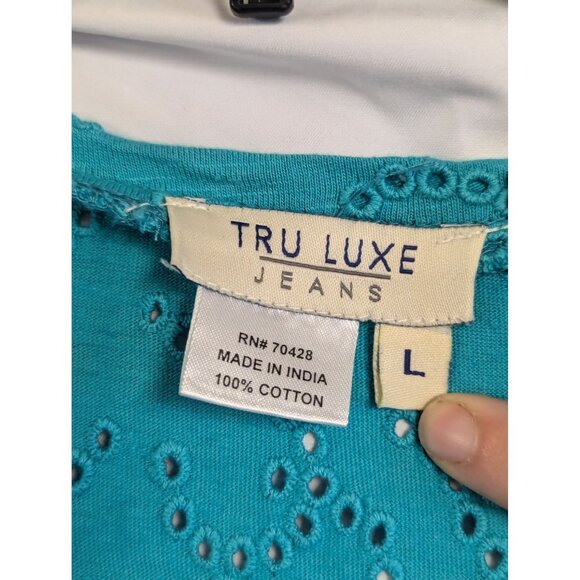 TRU LUXE
JEANS
RN# 70428
MADE IN INDIA
100% COTTON
L